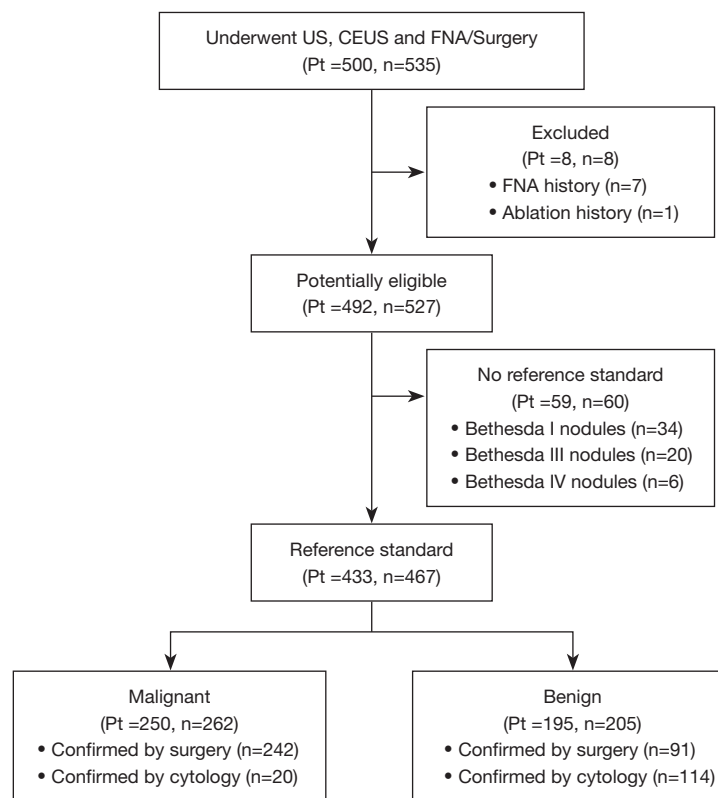 Underwent US, CEUS and FNA/Surgery
(Pt =500, n=535)
Excluded
(Pt =8, n=8)
• FNA history (n=7)
• Ablation history (n=1)
Potentially eligible
(Pt =492, n=527)
No reference standard
(Pt =59, n=60)
• Bethesda I nodules (n=34)
• Bethesda III nodules (n=20)
• Bethesda IV nodules (n=6)
Reference standard
(Pt =433, n=467)
Malignant
(Pt =250, n=262)
• Confirmed by surgery (n=242)
• Confirmed by cytology (n=20)
Benign
(Pt =195, n=205)
• Confirmed by surgery (n=91)
• Confirmed by cytology (n=114)